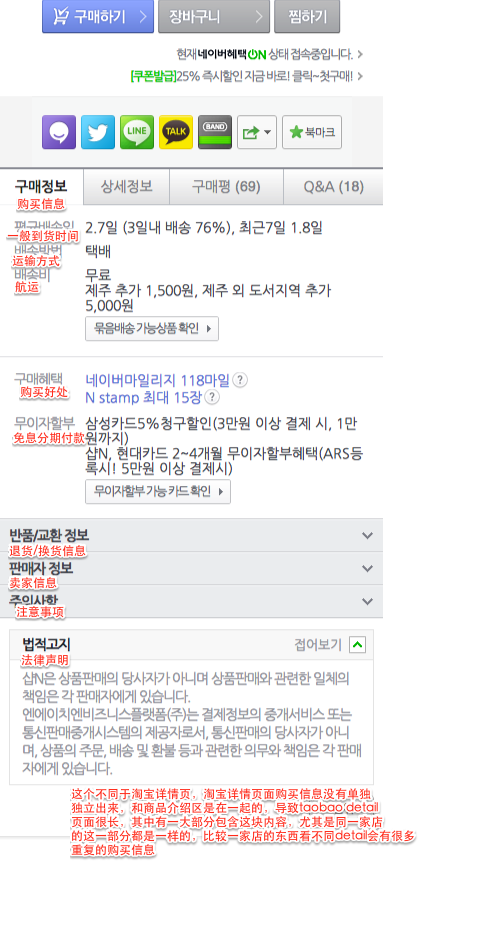 구매하기 장바구니 찜하기
현재 네이버혜택ON 상태 접속중입니다.
[쿠폰발급]25% 즉시할인 지금 바로! 클릭~첫구매!
LINE TALK BAND 북마크
구매정보 상세정보 구매평 (69) Q&A (18)
购买信息
평균배송일 2.7일 (3일내 배송 76%), 최근7일 1.8일
一般到货时间
배송방법 택배
运输方式
배송비 무료
航运
제주 추가 1,500원, 제주 외 도서지역 추가
5,000원
묶음배송 가능상품 확인
구매혜택 네이버마일리지 118마일 ?
购买好处
N stamp 최대 15장 ?
무이자할부 삼성카드5%청구할인(3만원 이상 결제 시, 1만
免息分期付款
원까지)
샵N, 현대카드 2~4개월 무이자할부혜택(ARS등
록시! 5만원 이상 결제시)
무이자할부 가능 카드 확인
반품/교환 정보
退货/换货信息
판매자 정보
卖家信息
주의사항
注意事项
법적고지 접어보기
法律声明
샵N은 상품판매의 당사자가 아니며 상품판매와 관련한 일체의
책임은 각 판매자에게 있습니다.
엔에이치엔비즈니스플랫폼(주)는 결제정보의 중개서비스 또는
통신판매중개시스템의 제공자로서, 통신판매의 당사자가 아니
며, 상품의 주문, 배송 및 환불 등과 관련한 의무와 책임은 각 판매
자에게 있습니다.
这个不同于淘宝详情页，淘宝详情页面购买信息没有单独
独立出来，和商品介绍区是在一起的，导致taobao detail
页面很长，其中有一大部分包含这块内容，尤其是同一家店
的这一部分都是一样的，比较一家店的东西看不同detail会有很多
重复的购买信息